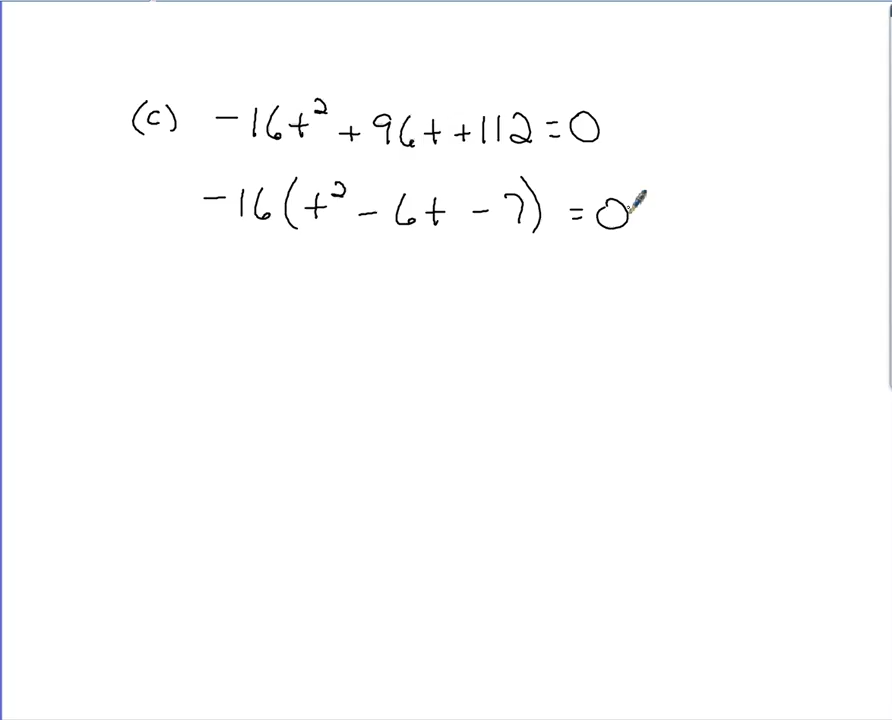 (c) -16t² + 96t + 112 = 0
-16(t² - 6t - 7) = 0